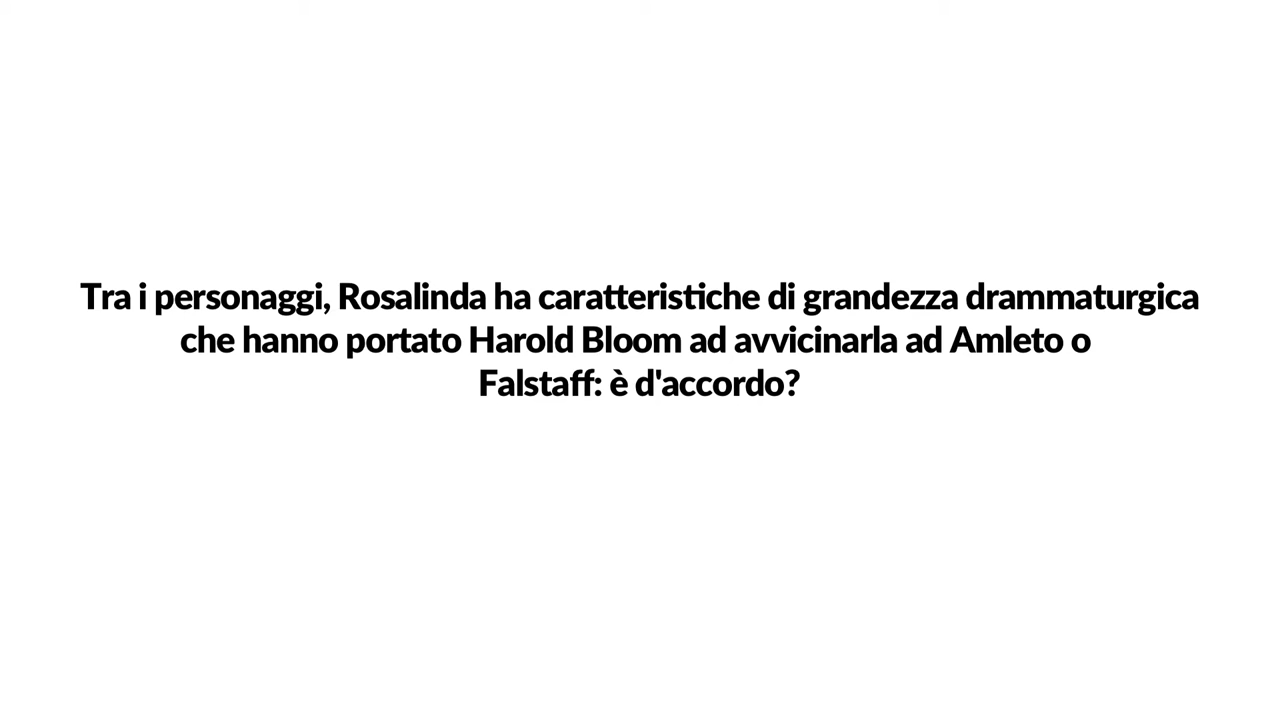 Tra i personaggi, Rosalinda ha caratteristiche di grandezza drammaturgica
che hanno portato Harold Bloom ad avvicinarla ad Amleto o
Falstaff: è d'accordo?